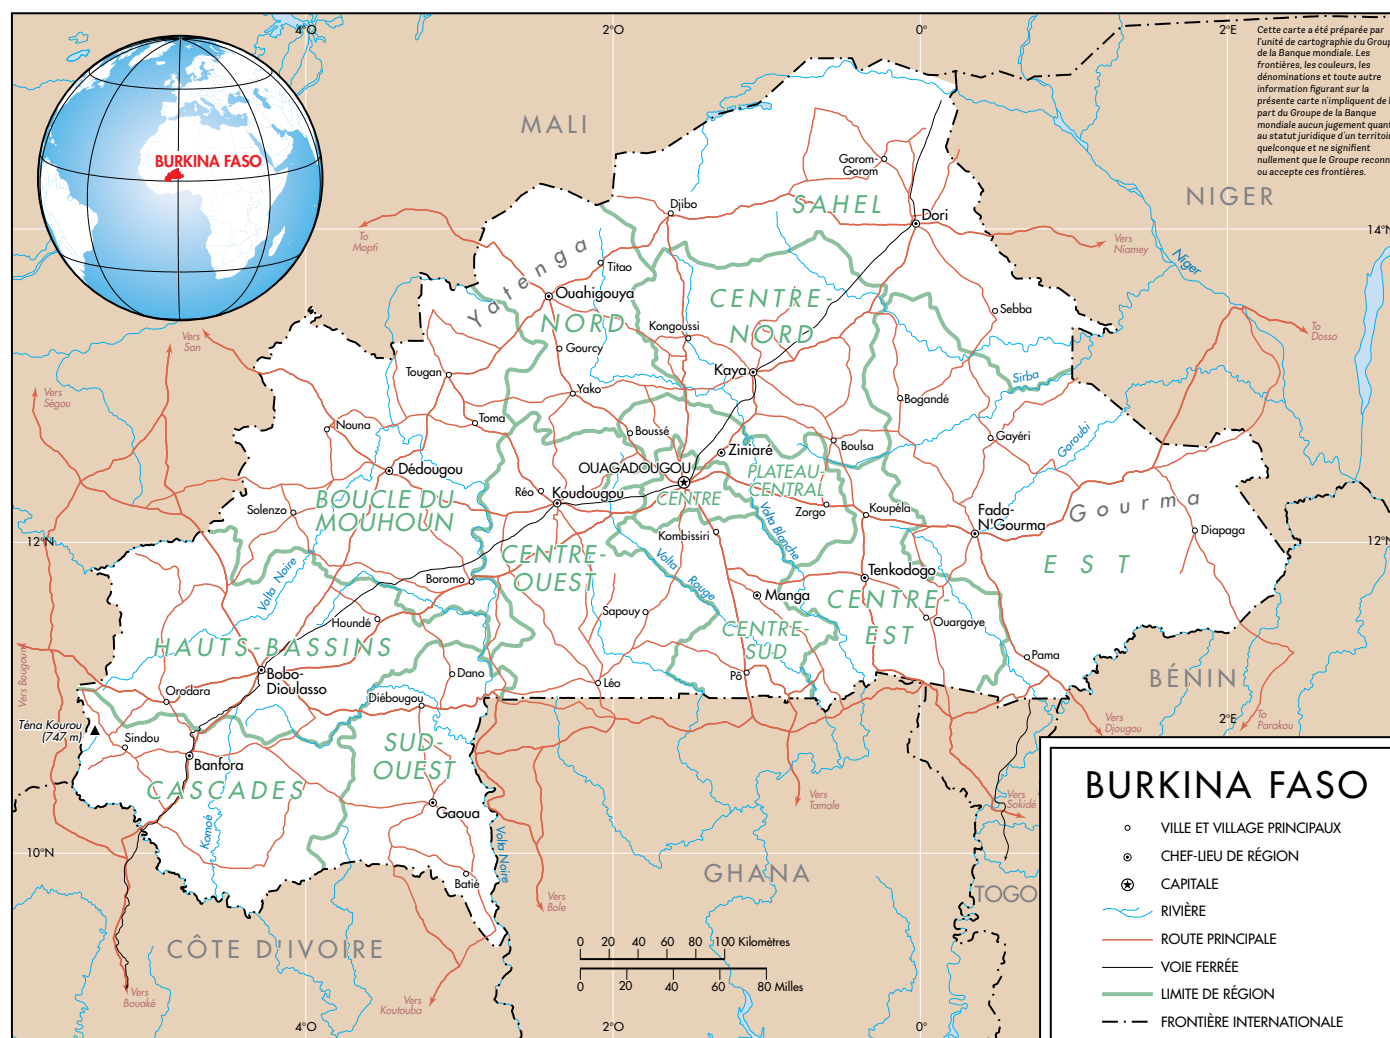 4°O
2°O
0°
2°E
Cette carte a été préparée par
l'unité de cartographie du Group
de la Banque mondiale. Les
frontières, les couleurs, les
dénominations et toute autre
information figurant sur la
présente carte n'impliquent de l
part du Groupe de la Banque
mondiale aucun jugement quant
au statut juridique d'un territoir
quelconque et ne signifient
nullement que le Groupe reconn
ou accepte ces frontières.
BURKINA FASO
MALI
NIGER
14°N
Gorom-
Gorom
SAHEL
Djibo
Dori
To
Mopti
Vers
Niamey
Niger
Yatenga
Titao
Ouahigouya
CENTRE-
NORD
NORD
Kongoussi
Sebba
Gourcy
Vers
San
To
Dosso
Tougan
Kaya
Sirba
Yako
Bogandé
Vers
Ségou
Toma
Nouna
Boussé
Boulsa
Gayéri
Goroubi
Ziniaré
Dédougou
OUAGADOUGOU
PLATEAU-
CENTRAL
CENTRE
Réo
Koudougou
BOUCLE DU
MOUHOUN
Solenzo
Zorgo
Koupéla
Fada-
N'Gourma
Gourma
Diapaga
Volta Blanche
Kombissiri
12°N
12°N
CENTRE-
OUEST
Volta Rouge
Volta Noire
Boromo
Tenkodogo
EST
Manga
CENTRE-
EST
Sapouy
Houndé
Ouargaye
CENTRE-
SUD
HAUTS-BASSINS
Pama
Vers Bougouni
Bobo-
Dioulasso
Dano
Pô
Léo
BÉNIN
Orodara
Diébougou
Téna Kourou
(747 m)
Sindou
2°E
Vers
Djougou
To
Parakou
SUD-
OUEST
Banfora
CASCADES
Gaoua
Komoé
Vers
Tamale
Vers
Sokidé
Volta Noire
10°N
GHANA
TOGO
Batié
Vers
Bole
CÔTE D'IVOIRE
Vers
Bouaké
Vers
Koutouba
0 20 40 60 80 100 Kilomètres
0 20 40 60 80 Milles
4°O
2°O
0°
BURKINA FASO
VILLE ET VILLAGE PRINCIPAUX
CHEF-LIEU DE RÉGION
CAPITALE
RIVIÈRE
ROUTE PRINCIPALE
VOIE FERRÉE
LIMITE DE RÉGION
FRONTIÈRE INTERNATIONALE